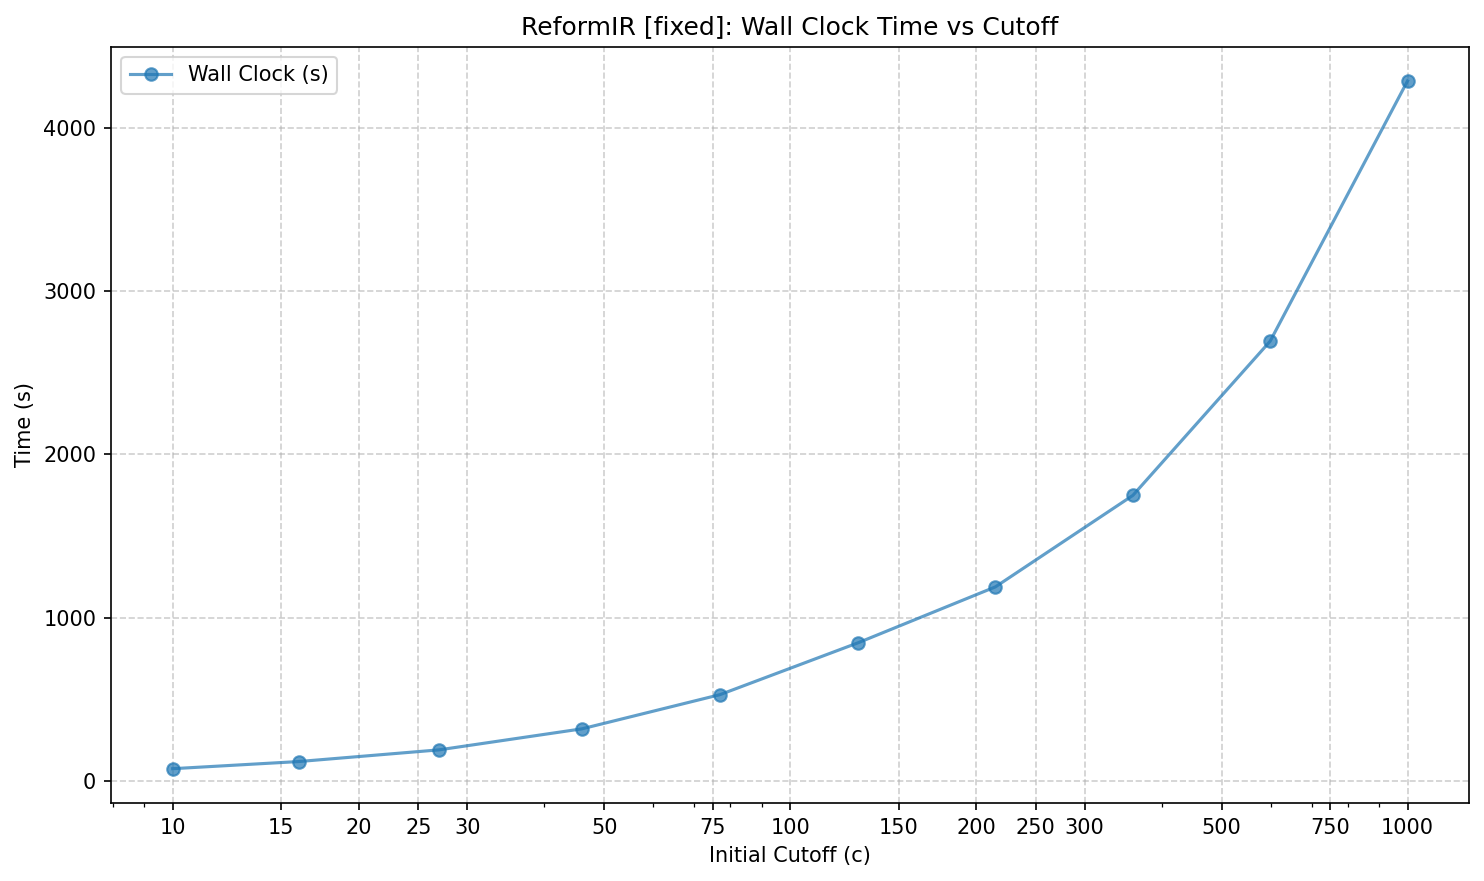 ReformIR [fixed]: Wall Clock Time vs Cutoff
Wall Clock (s)
Time (s)
4000
3000
2000
1000
0
10 15 20 25 30 50 75 100 150 200 250 300 500 750 1000
Initial Cutoff (c)